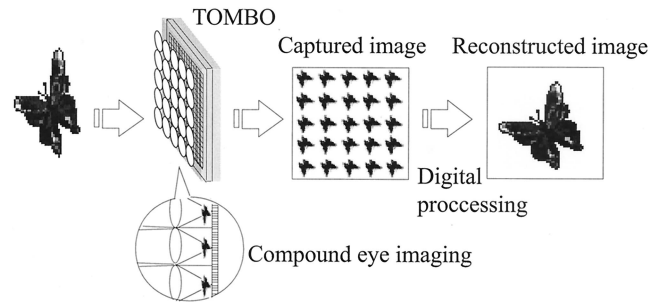 TOMBO
Captured image
Reconstructed image
Digital
proccessing
Compound eye imaging